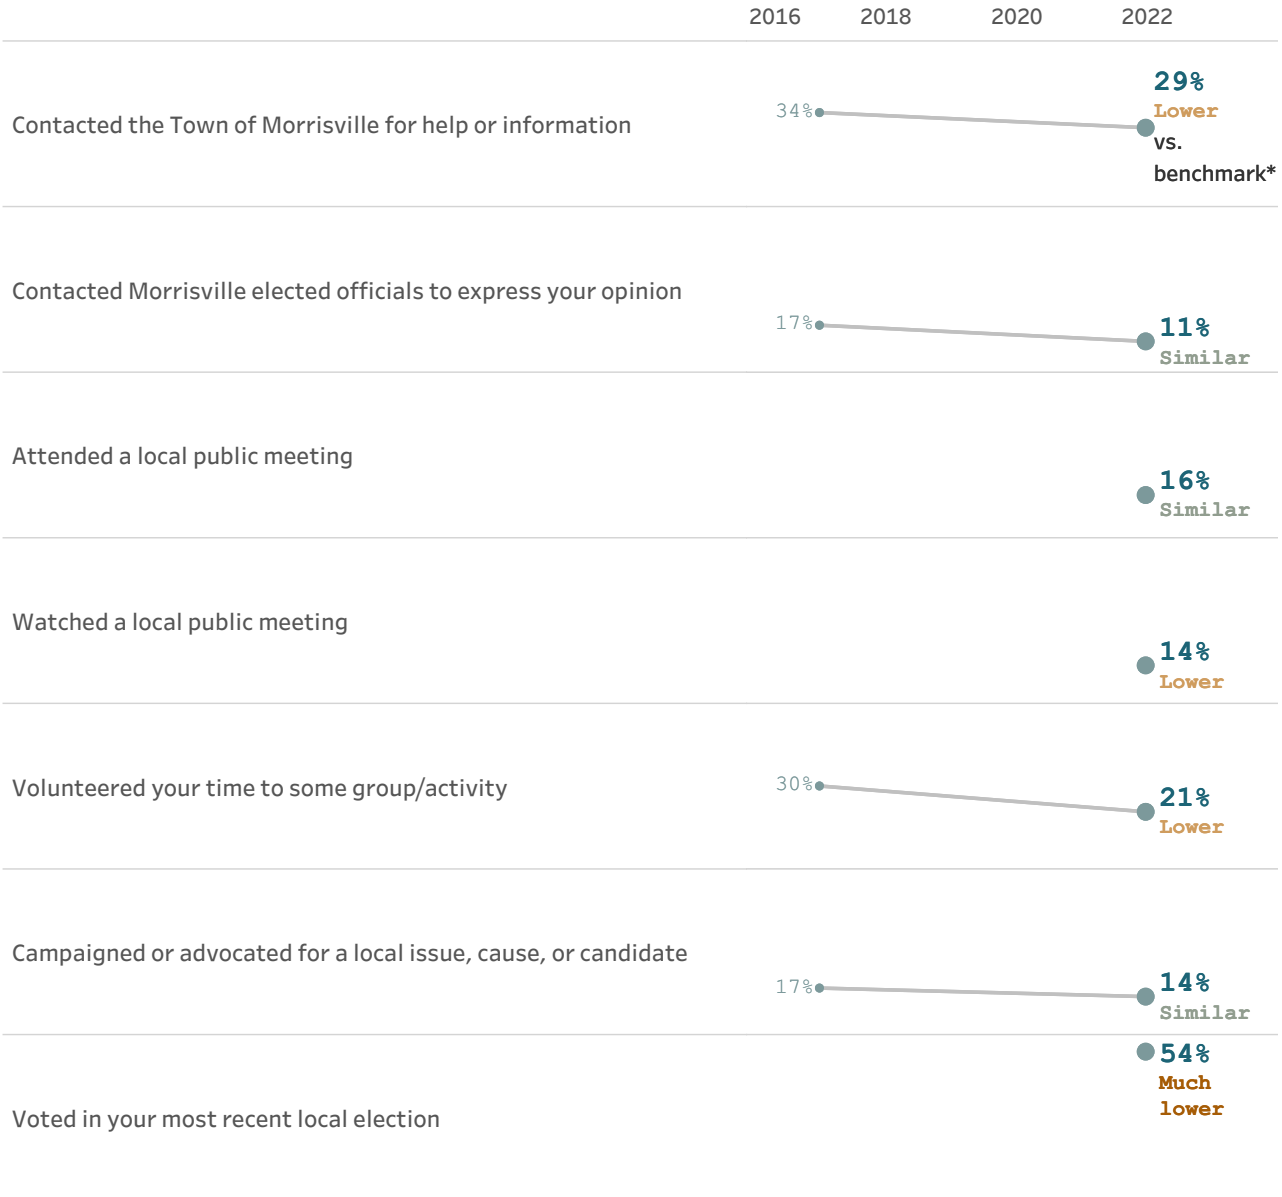 2016 2018 2020 2022
29%
Contacted the Town of Morrisville for help or information 34% Lower
vs.
benchmark*
Contacted Morrisville elected officials to express your opinion
17% 11%
Similar
Attended a local public meeting
16%
Similar
Watched a local public meeting
14%
Lower
Volunteered your time to some group/activity 30% 21%
Lower
Campaigned or advocated for a local issue, cause, or candidate
17% 14%
Similar
54%
Much
lower
Voted in your most recent local election